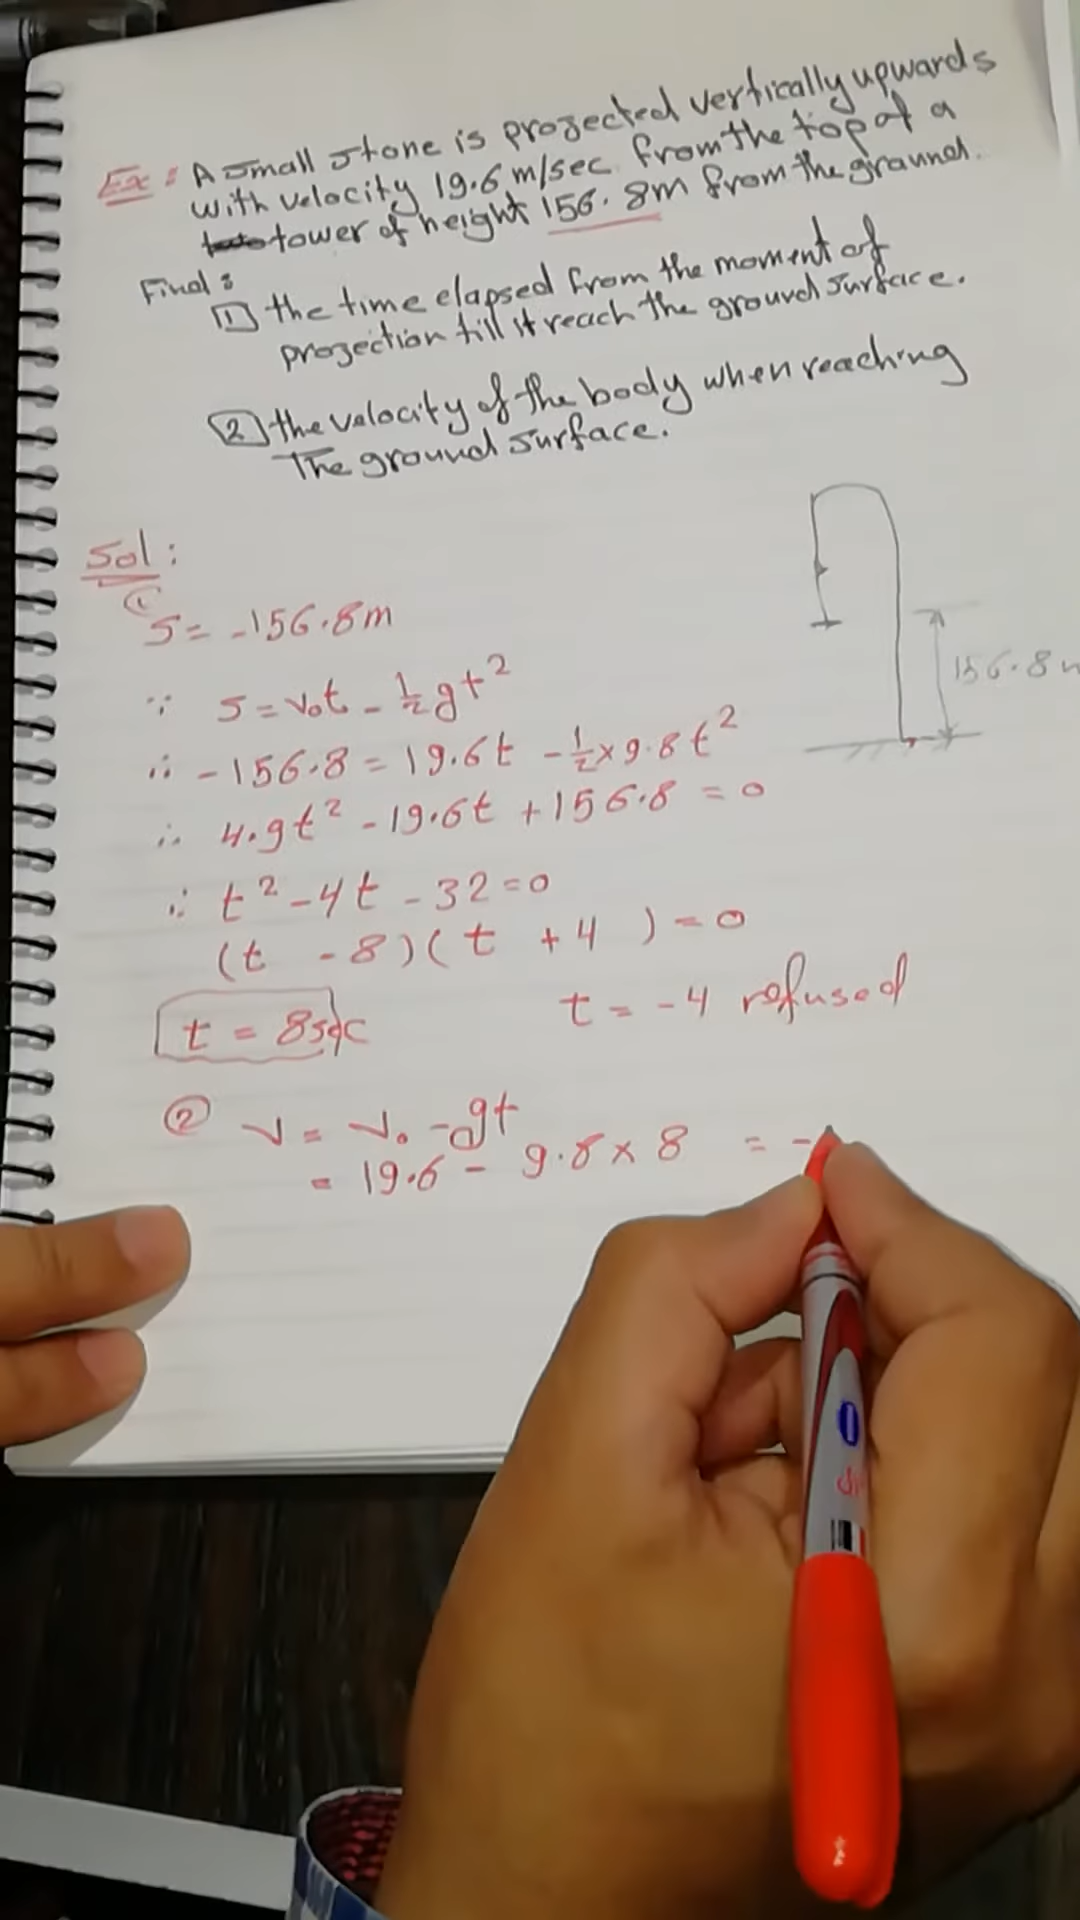 Ex: A small stone is projected vertically upwards
with velocity 19.6 m/sec from the top of a
tower of height 156.8m from the ground.
Find:
1 the time elapsed from the moment of
projection till it reach the ground surface.
2 the velocity of the body when reaching
The ground surface.
Sol:
① S = -156.8m
∵ S = V₀t - ½gt²
156.8
∴ -156.8 = 19.6t - ½×9.8t²
∴ 4.9t² - 19.6t + 156.8 = 0
∴ t² - 4t - 32 = 0
(t - 8)(t + 4) = 0
t = 8sec t = -4 refused
② V = V₀ - gt
= 19.6 - 9.8 × 8 = -